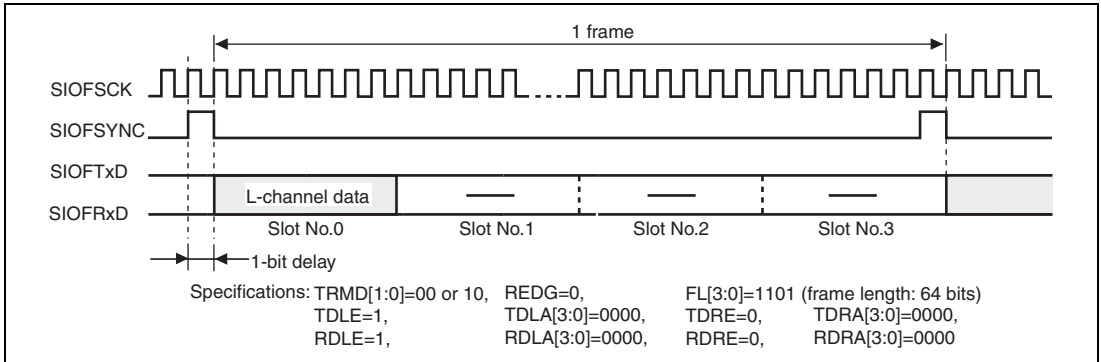 1 frame
SIOFSCK
SIOFSYNC
SIOFTxD
SIOFRxD
L-channel data
Slot No.0 Slot No.1 Slot No.2 Slot No.3
1-bit delay
Specifications: TRMD[1:0]=00 or 10, REDG=0, FL[3:0]=1101 (frame length: 64 bits)
TDLE=1, TDLA[3:0]=0000, TDRE=0, TDRA[3:0]=0000,
RDLE=1, RDLA[3:0]=0000, RDRE=0, RDRA[3:0]=0000